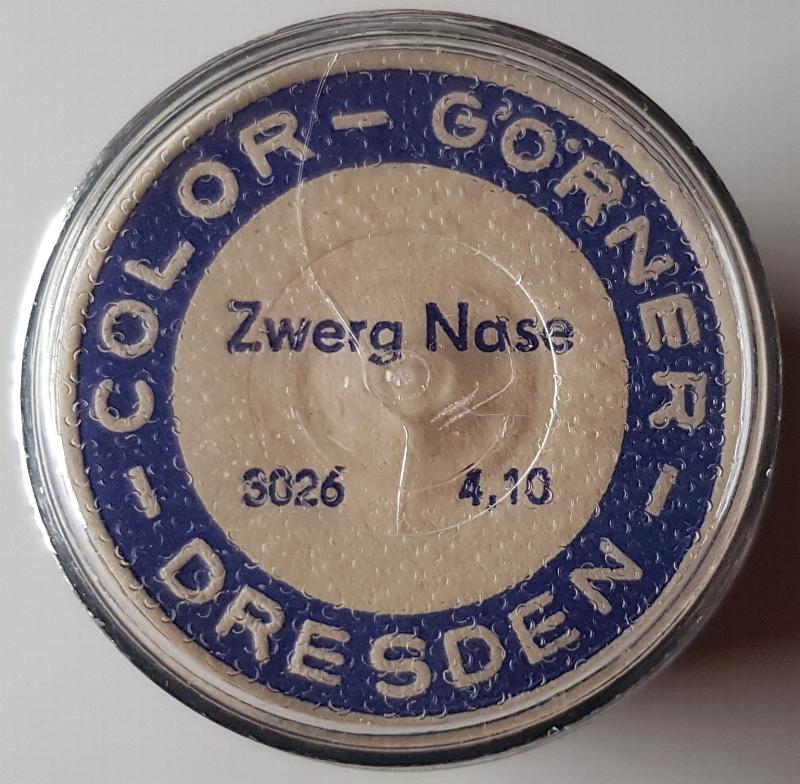 COLOR – GÖRNER – DRESDEN –
Zwerg Nase
3026 4.10